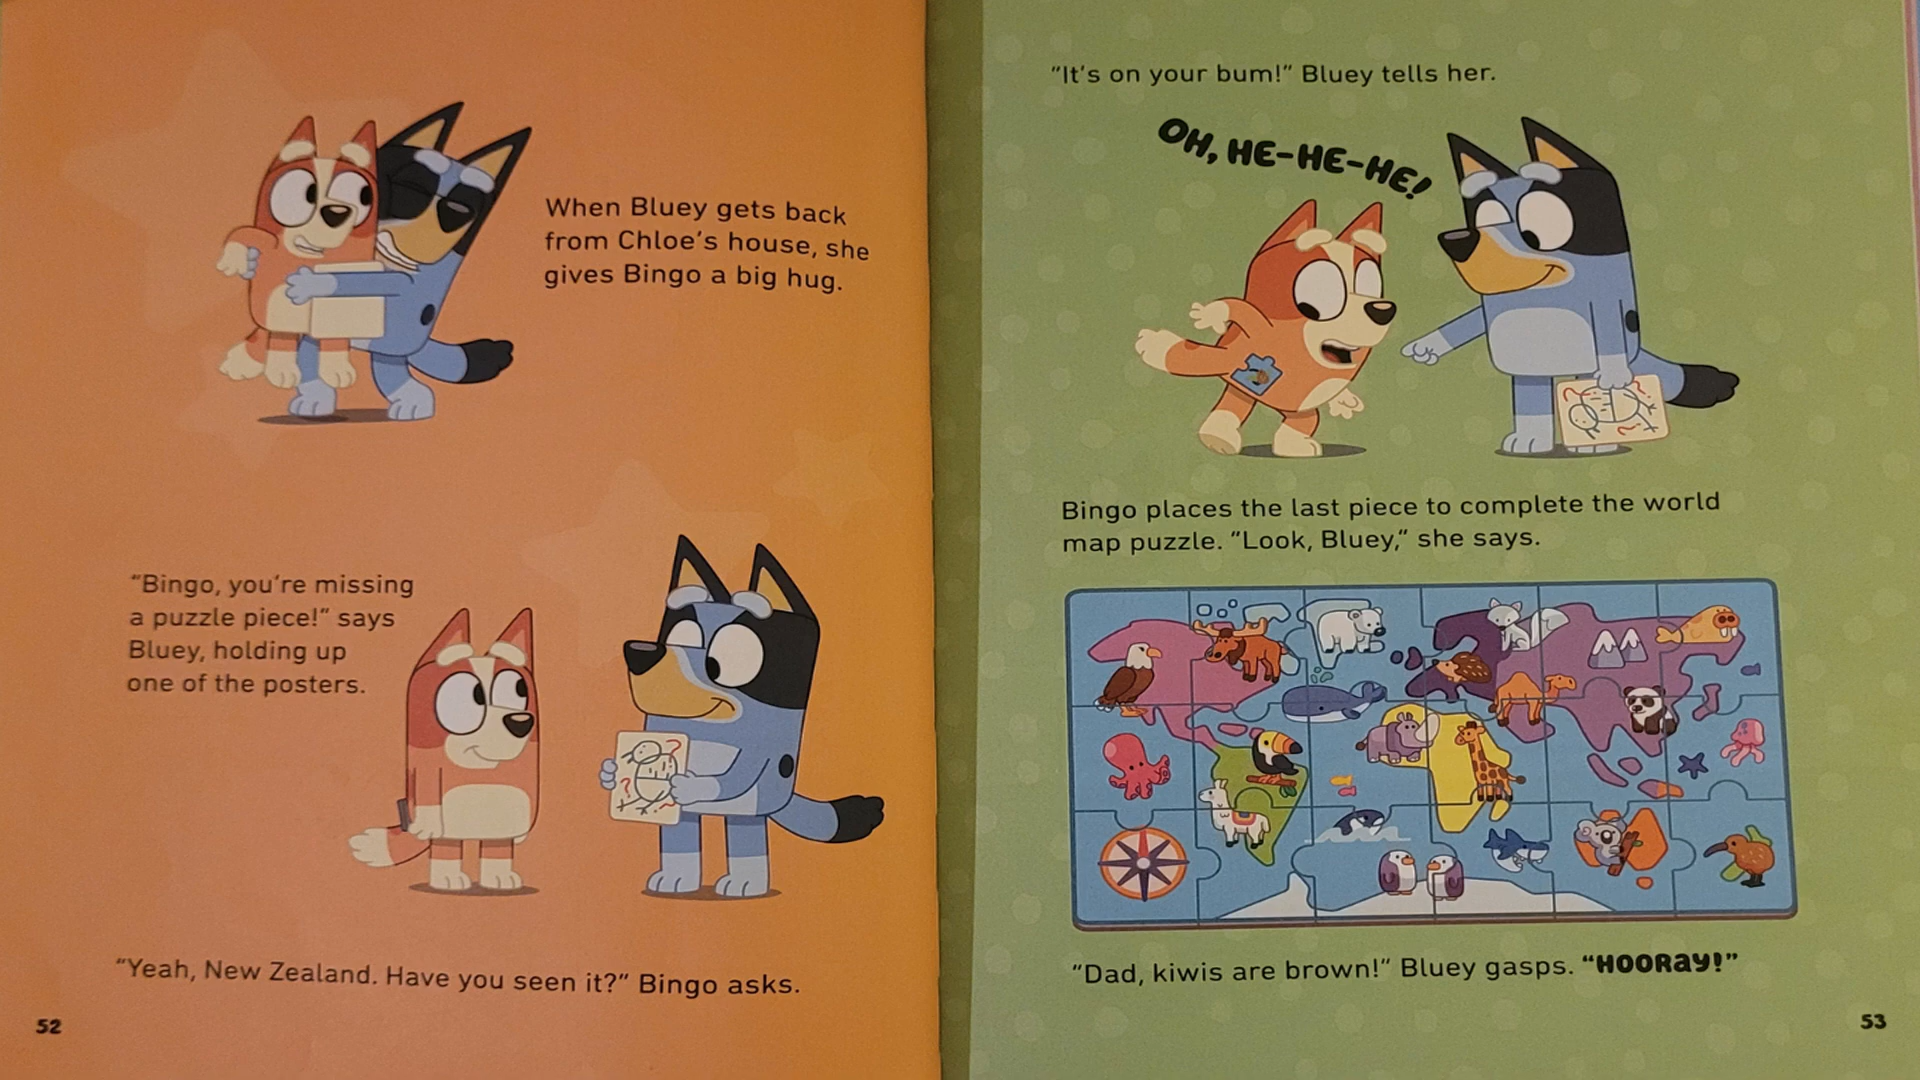 When Bluey gets back
from Chloe's house, she
gives Bingo a big hug.
“Bingo, you're missing
a puzzle piece!” says
Bluey, holding up
one of the posters.
“Yeah, New Zealand. Have you seen it?” Bingo asks.
52
“It's on your bum!” Bluey tells her.
OH, HE-HE-HE!
Bingo places the last piece to complete the world
map puzzle. “Look, Bluey,” she says.
“Dad, kiwis are brown!” Bluey gasps. “HOORAY!”
53